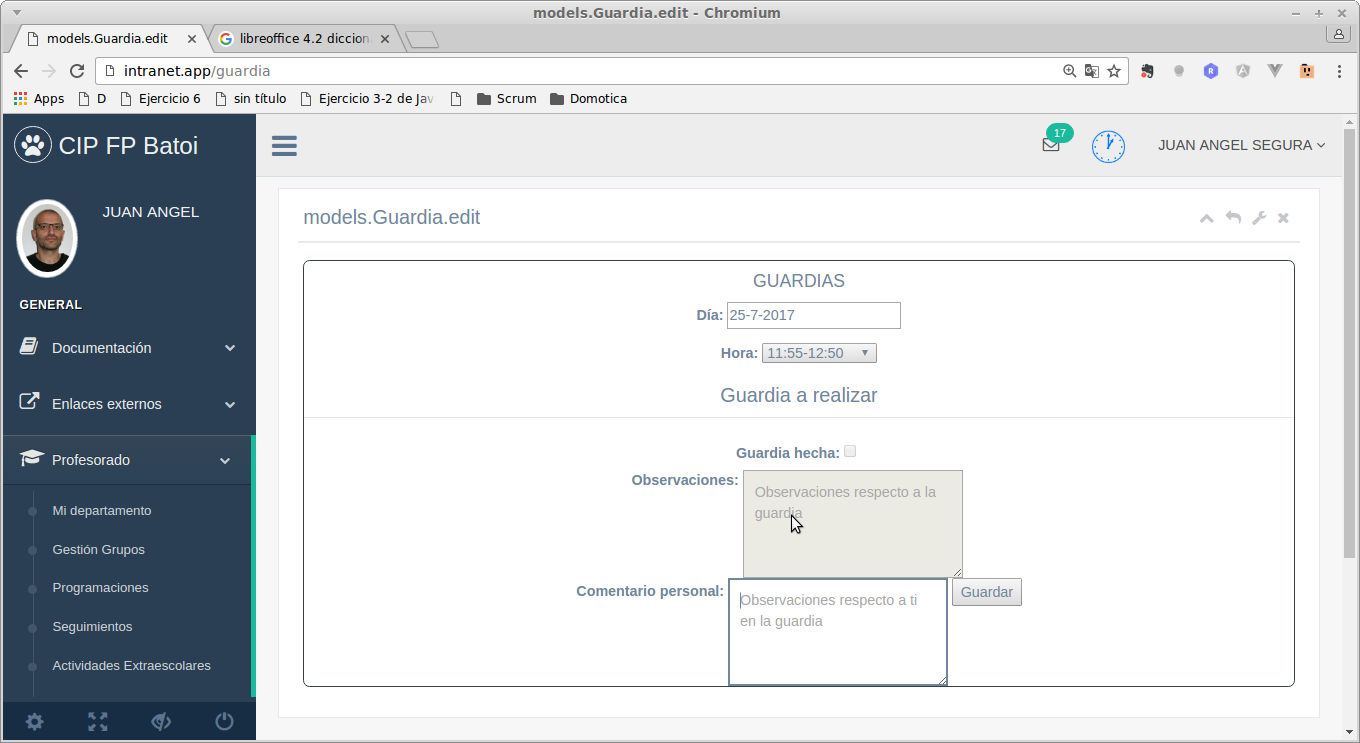 models.Guardia.edit - Chromium
models.Guardia.edit
libreoffice 4.2 diccion
intranet.app/guardia
Apps
D
Ejercicio 6
sin título
Ejercicio 3-2 de Jav
Scrum
Domotica
CIP FP Batoi
17
JUAN ANGEL SEGURA
JUAN ANGEL
GENERAL
Documentación
Enlaces externos
Profesorado
Mi departamento
Gestión Grupos
Programaciones
Seguimientos
Actividades Extraescolares
models.Guardia.edit
GUARDIAS
Día: 25-7-2017
Hora: 11:55-12:50
Guardia a realizar
Guardia hecha:
Observaciones:
Observaciones respecto a la
guardia
Comentario personal:
Observaciones respecto a ti
en la guardia
Guardar